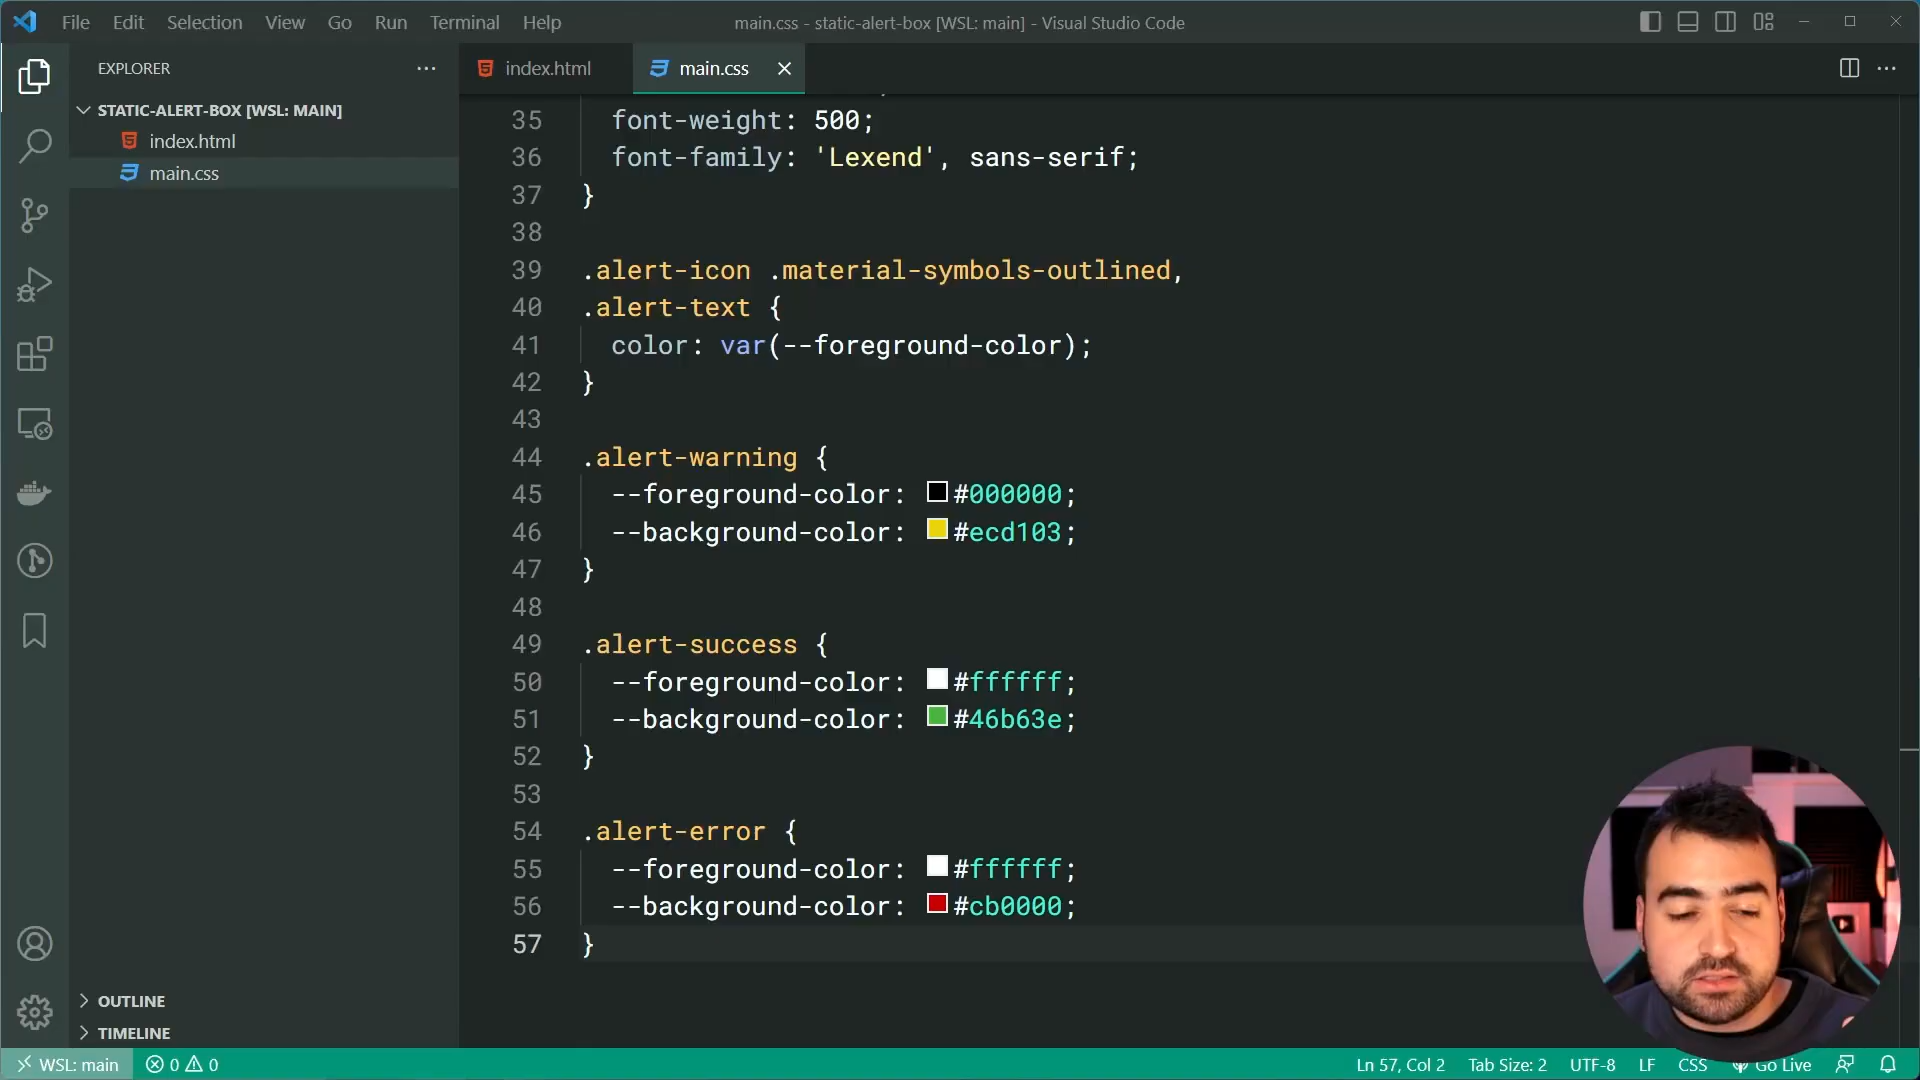 File Edit Selection View Go Run Terminal Help
main.css - static-alert-box [WSL: main] - Visual Studio Code
EXPLORER
STATIC-ALERT-BOX [WSL: MAIN]
index.html
main.css
index.html
main.css
35 font-weight: 500;
36 font-family: 'Lexend', sans-serif;
37 }
38
39 .alert-icon .material-symbols-outlined,
40 .alert-text {
41 color: var(--foreground-color);
42 }
43
44 .alert-warning {
45 --foreground-color: #000000;
46 --background-color: #ecd103;
47 }
48
49 .alert-success {
50 --foreground-color: #ffffff;
51 --background-color: #46b63e;
52 }
53
54 .alert-error {
55 --foreground-color: #ffffff;
56 --background-color: #cb0000;
57 }
OUTLINE
TIMELINE
WSL: main 0 0 Ln 57, Col 2 Tab Size: 2 UTF-8 LF CSS Go Live